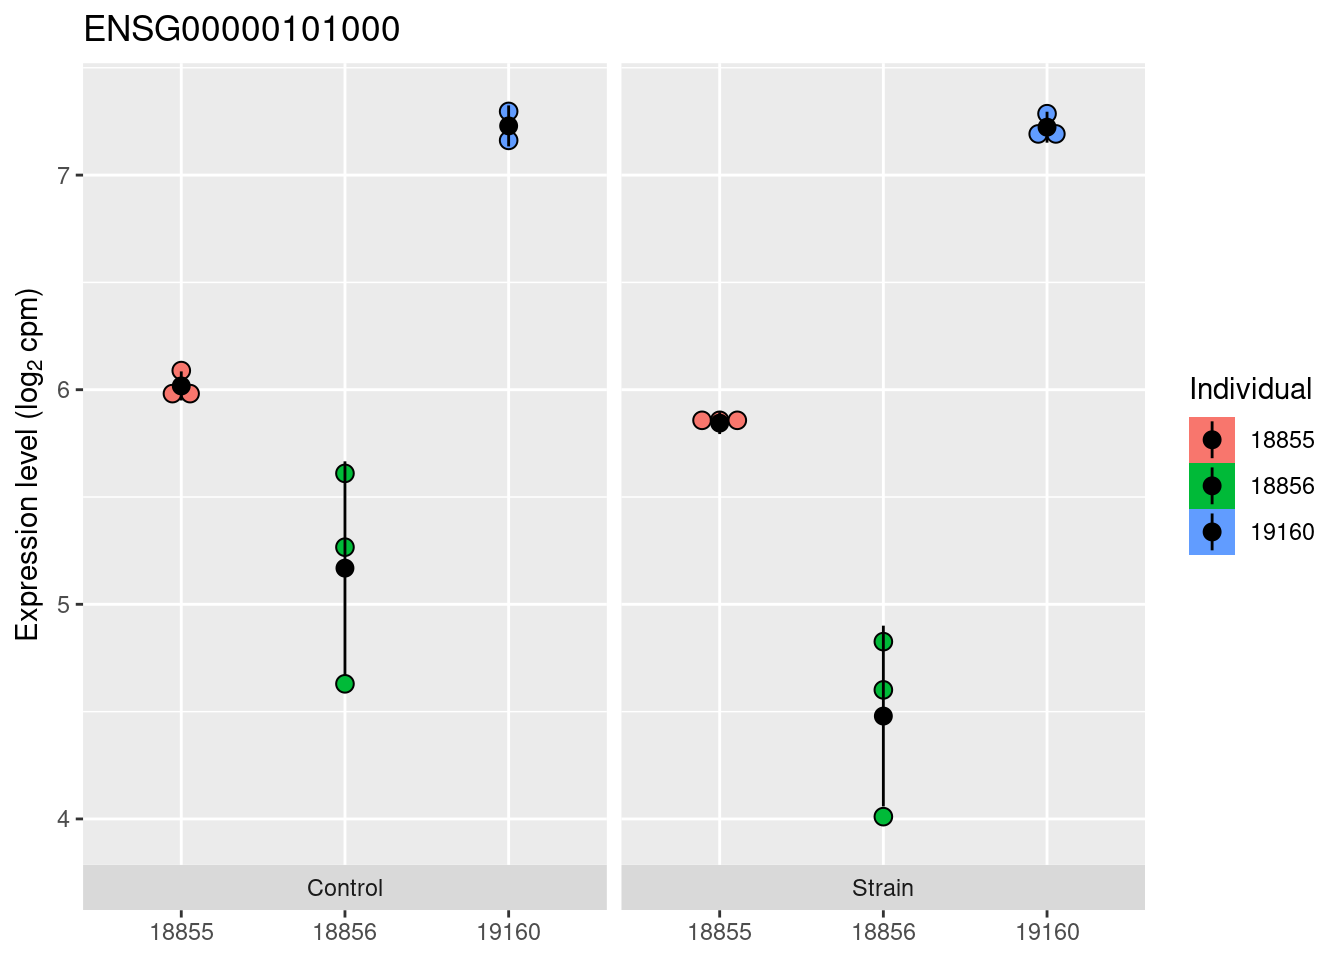 ENSG00000101000
Expression level (log₂ cpm)
7
6
5
4
Control
Strain
18855
18856
19160
18855
18856
19160
Individual
18855
18856
19160